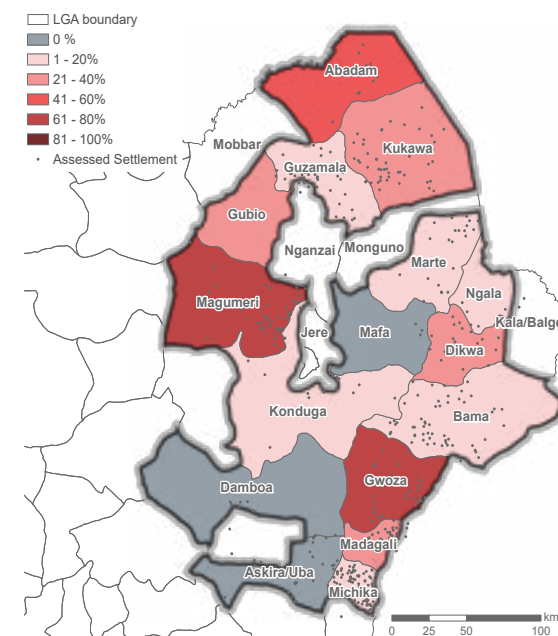 LGA boundary
0 %
1 - 20%
21 - 40%
41 - 60%
61 - 80%
81 - 100%
Assessed Settlement
Abadam
Mobbar
Kukawa
Guzamala
Gubio
Nganzai
Monguno
Marte
Ngala
Magumeri
Jere
Mafa
Kala/Balge
Dikwa
Konduga
Bama
Damboa
Gwoza
Madagali
Askira/Uba
Michika
km
0 25 50 100